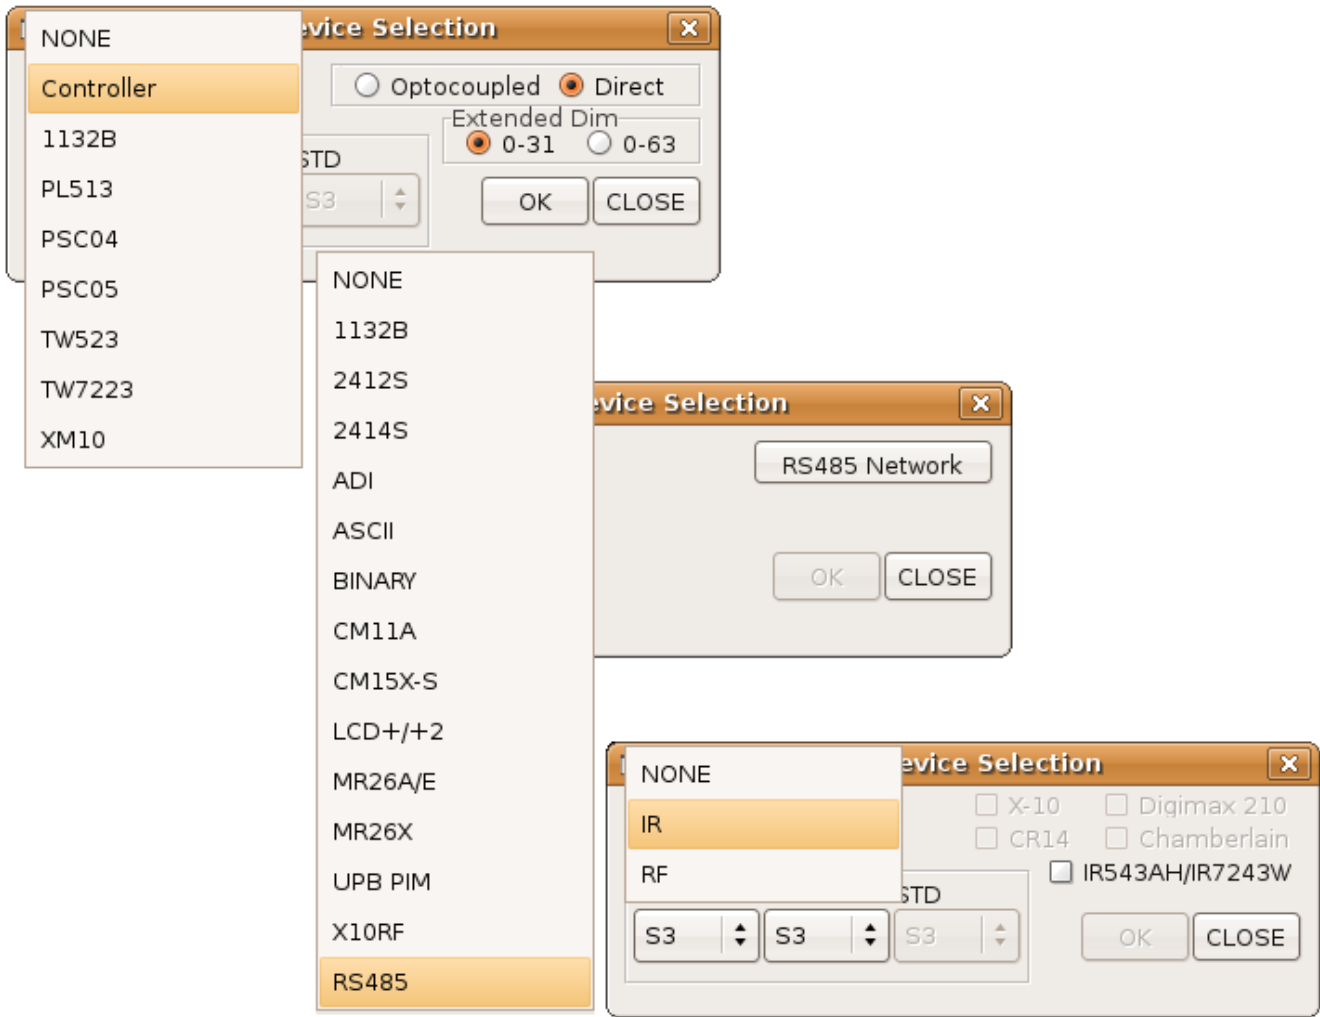 NONE
Controller
1132B
PL513
PSC04
PSC05
TW523
TW7223
XM10
evice Selection
Optocoupled Direct
Extended Dim
0-31 0-63
STD
S3
OK CLOSE
NONE
1132B
2412S
2414S
ADI
ASCII
BINARY
CM11A
CM15X-S
LCD+/+2
MR26A/E
MR26X
UPB PIM
X10RF
RS485
evice Selection
RS485 Network
OK CLOSE
NONE
IR
RF
evice Selection
X-10 Digimax 210
CR14 Chamberlain
IR543AH/IR7243W
STD
S3 S3 S3
OK CLOSE